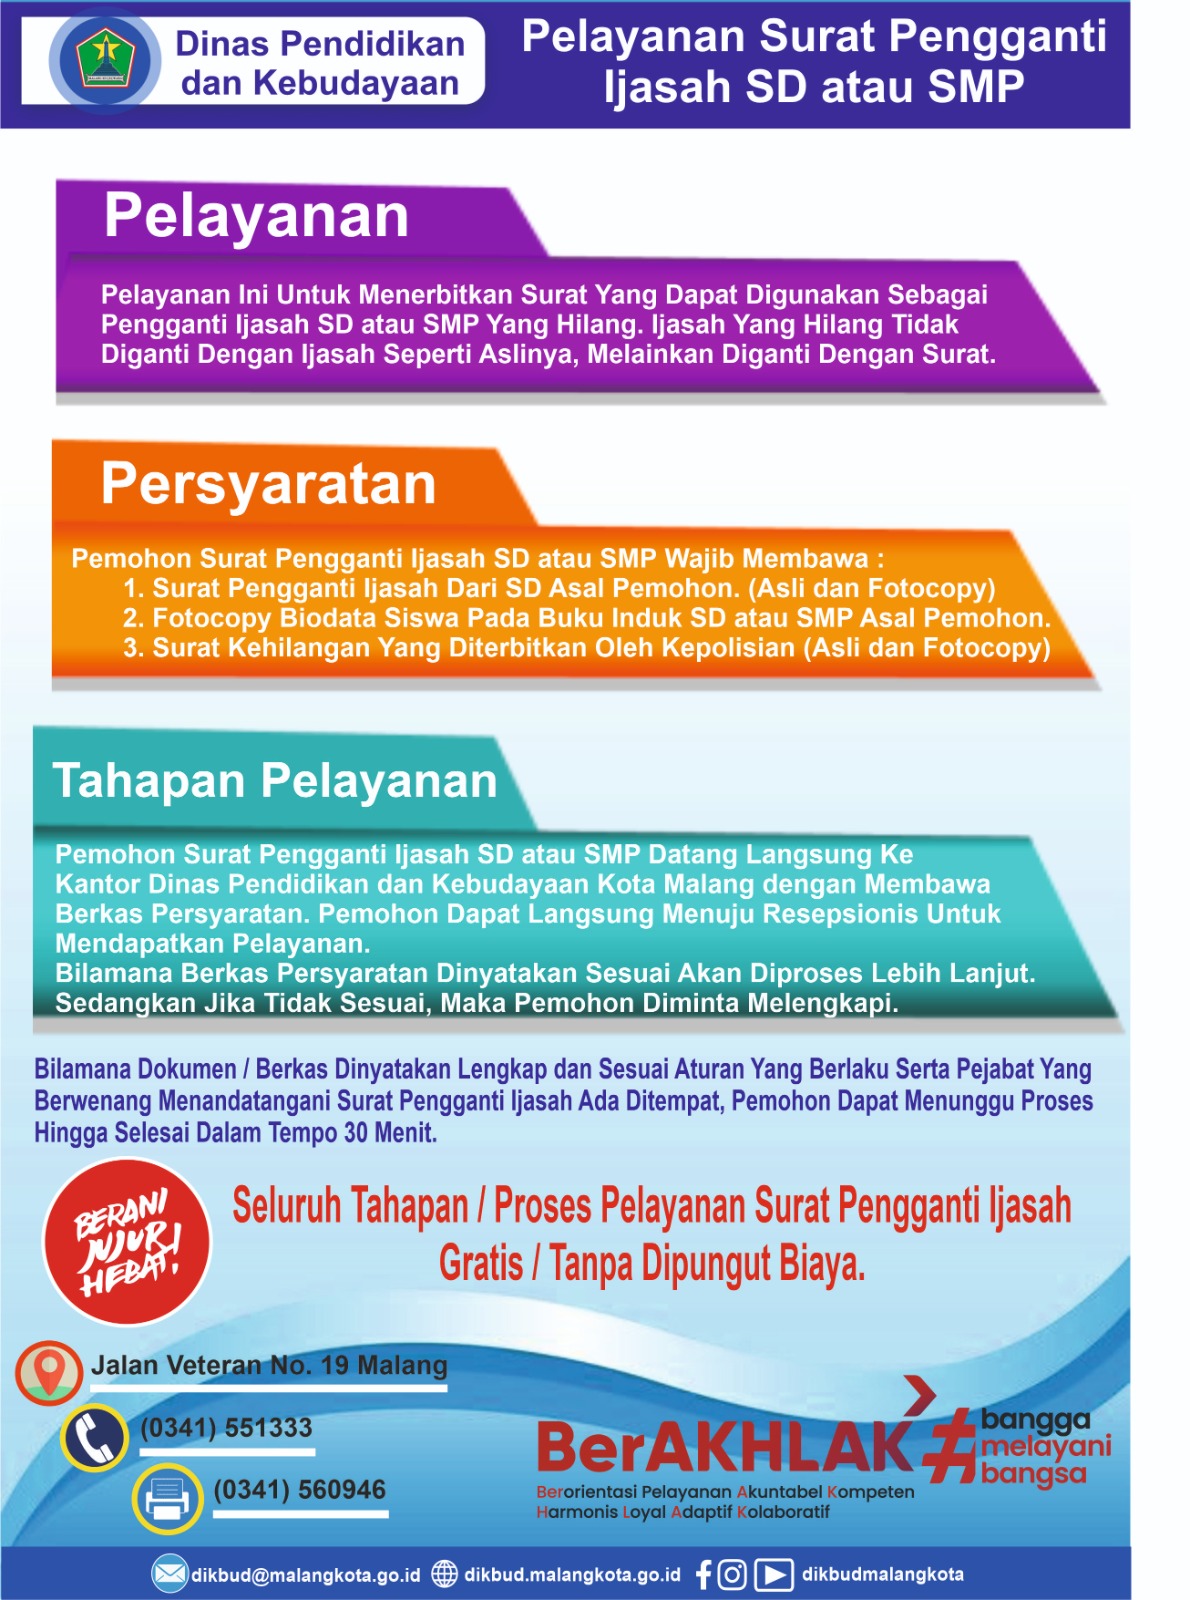 Dinas Pendidikan
dan Kebudayaan
Pelayanan Surat Pengganti
Ijasah SD atau SMP
Pelayanan
Pelayanan Ini Untuk Menerbitkan Surat Yang Dapat Digunakan Sebagai
Pengganti Ijasah SD atau SMP Yang Hilang. Ijasah Yang Hilang Tidak
Diganti Dengan Ijasah Seperti Aslinya, Melainkan Diganti Dengan Surat.
Persyaratan
Pemohon Surat Pengganti Ijasah SD atau SMP Wajib Membawa :
1. Surat Pengganti Ijasah Dari SD Asal Pemohon. (Asli dan Fotocopy)
2. Fotocopy Biodata Siswa Pada Buku Induk SD atau SMP Asal Pemohon.
3. Surat Kehilangan Yang Diterbitkan Oleh Kepolisian (Asli dan Fotocopy)
Tahapan Pelayanan
Pemohon Surat Pengganti Ijasah SD atau SMP Datang Langsung Ke
Kantor Dinas Pendidikan dan Kebudayaan Kota Malang dengan Membawa
Berkas Persyaratan. Pemohon Dapat Langsung Menuju Resepsionis Untuk
Mendapatkan Pelayanan.
Bilamana Berkas Persyaratan Dinyatakan Sesuai Akan Diproses Lebih Lanjut.
Sedangkan Jika Tidak Sesuai, Maka Pemohon Diminta Melengkapi.
Bilamana Dokumen / Berkas Dinyatakan Lengkap dan Sesuai Aturan Yang Berlaku Serta Pejabat Yang
Berwenang Menandatangani Surat Pengganti Ijasah Ada Ditempat, Pemohon Dapat Menunggu Proses
Hingga Selesai Dalam Tempo 30 Menit.
BERANI
JUJUR
HEBAT!
Seluruh Tahapan / Proses Pelayanan Surat Pengganti Ijasah
Gratis / Tanpa Dipungut Biaya.
Jalan Veteran No. 19 Malang
(0341) 551333
(0341) 560946
BerAKHLAK
Berorientasi Pelayanan Akuntabel Kompeten
Harmonis Loyal Adaptif Kolaboratif
# bangga
melayani
bangsa
dikbud@malangkota.go.id dikbud.malangkota.go.id dikbudmalangkota